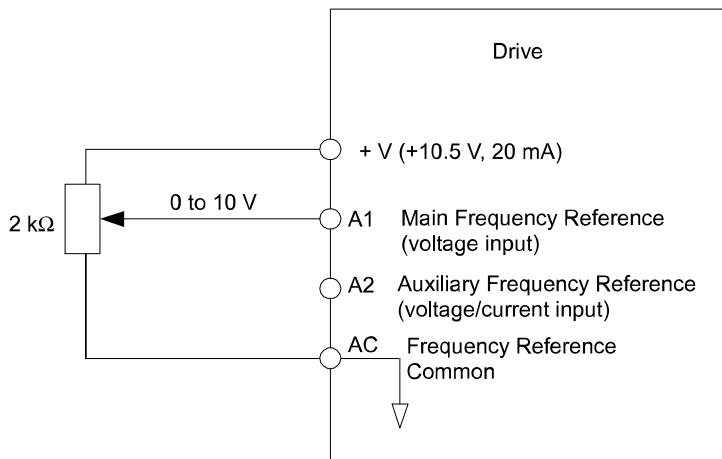 Drive
+ V (+10.5 V, 20 mA)
0 to 10 V
2 kΩ
A1 Main Frequency Reference
(voltage input)
A2 Auxiliary Frequency Reference
(voltage/current input)
AC Frequency Reference
Common